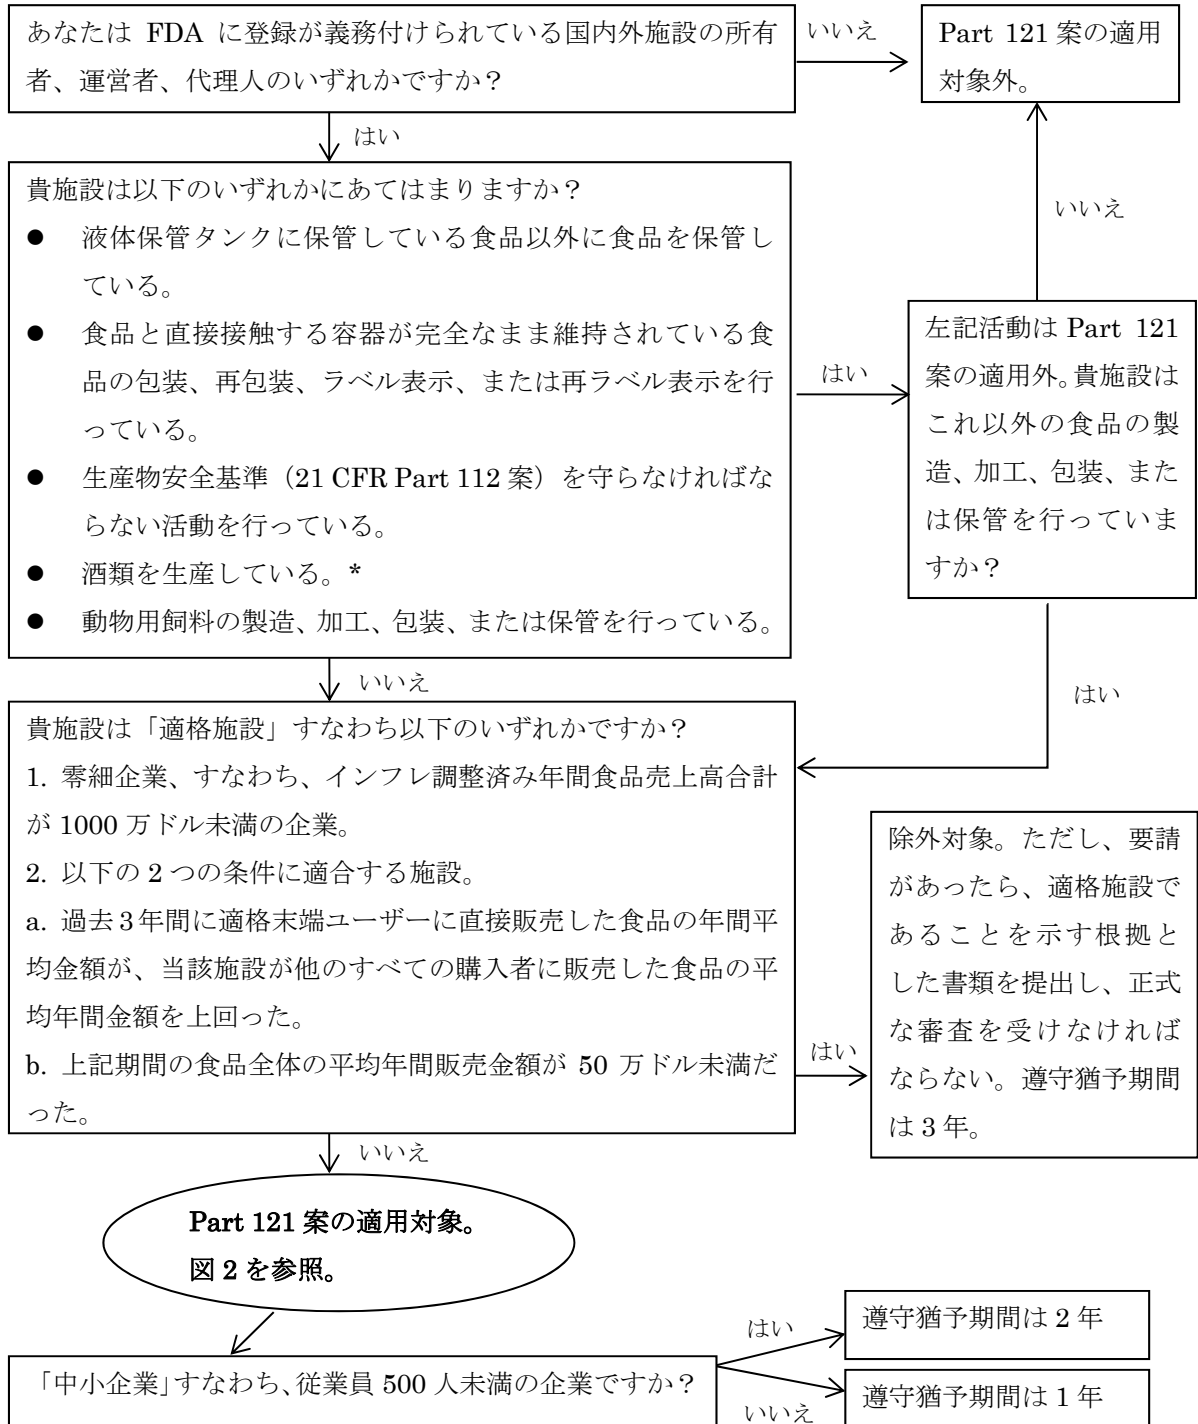 あなたは FDA に登録が義務付けられている国内外施設の所有
者、運営者、代理人のいずれかですか？
いいえ
Part 121 案の適用
対象外。
はい
貴施設は以下のいずれかにあてはまりますか？
● 液体保管タンクに保管している食品以外に食品を保管し
ている。
● 食品と直接接触する容器が完全なまま維持されている食
品の包装、再包装、ラベル表示、または再ラベル表示を行
っている。
● 生産物安全基準（21 CFR Part 112 案）を守らなければな
らない活動を行っている。
● 酒類を生産している。*
● 動物用飼料の製造、加工、包装、または保管を行っている。
はい
いいえ
左記活動は Part 121
案の適用外。貴施設は
これ以外の食品の製
造、加工、包装、また
は保管を行っていま
すか？
はい
いいえ
貴施設は「適格施設」すなわち以下のいずれかですか？
1. 零細企業、すなわち、インフレ調整済み年間食品売上高合計
が 1000 万ドル未満の企業。
2. 以下の 2 つの条件に適合する施設。
a. 過去 3 年間に適格末端ユーザーに直接販売した食品の年間平
均金額が、当該施設が他のすべての購入者に販売した食品の平
均年間金額を上回った。
b. 上記期間の食品全体の平均年間販売金額が 50 万ドル未満だ
った。
はい
除外対象。ただし、要請
があったら、適格施設で
あることを示す根拠と
した書類を提出し、正式
な審査を受けなければ
ならない。遵守猶予期間
は 3 年。
いいえ
Part 121 案の適用対象。
図 2 を参照。
「中小企業」すなわち、従業員 500 人未満の企業ですか？
はい
遵守猶予期間は 2 年
いいえ
遵守猶予期間は 1 年